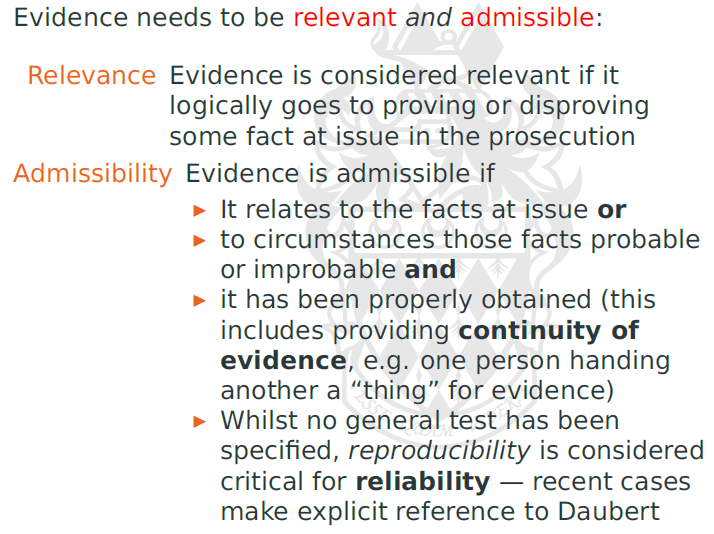 Evidence needs to be relevant and admissible:
Relevance Evidence is considered relevant if it
logically goes to proving or disproving
some fact at issue in the prosecution
Admissibility Evidence is admissible if
▶ It relates to the facts at issue or
▶ to circumstances those facts probable
or improbable and
▶ it has been properly obtained (this
includes providing continuity of
evidence, e.g. one person handing
another a “thing” for evidence)
▶ Whilst no general test has been
specified, reproducibility is considered
critical for reliability — recent cases
make explicit reference to Daubert